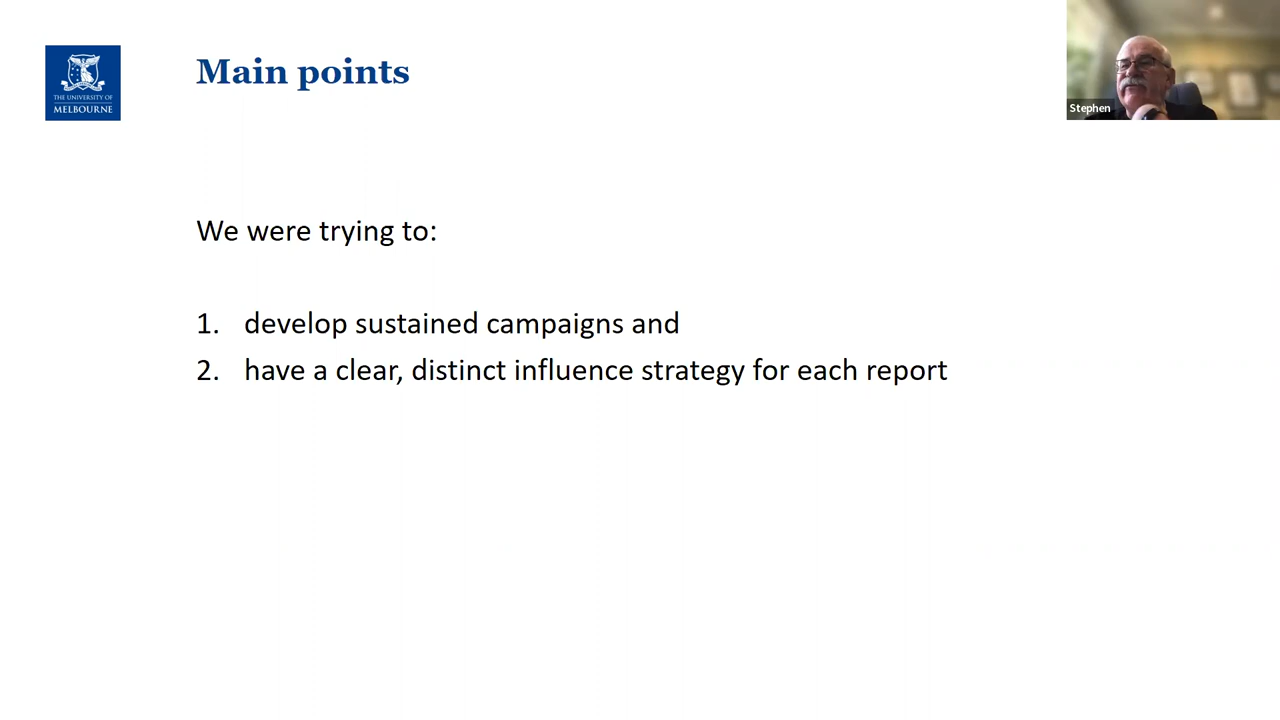 Main points
Stephen
THE UNIVERSITY OF
MELBOURNE
We were trying to:
1. develop sustained campaigns and
2. have a clear, distinct influence strategy for each report